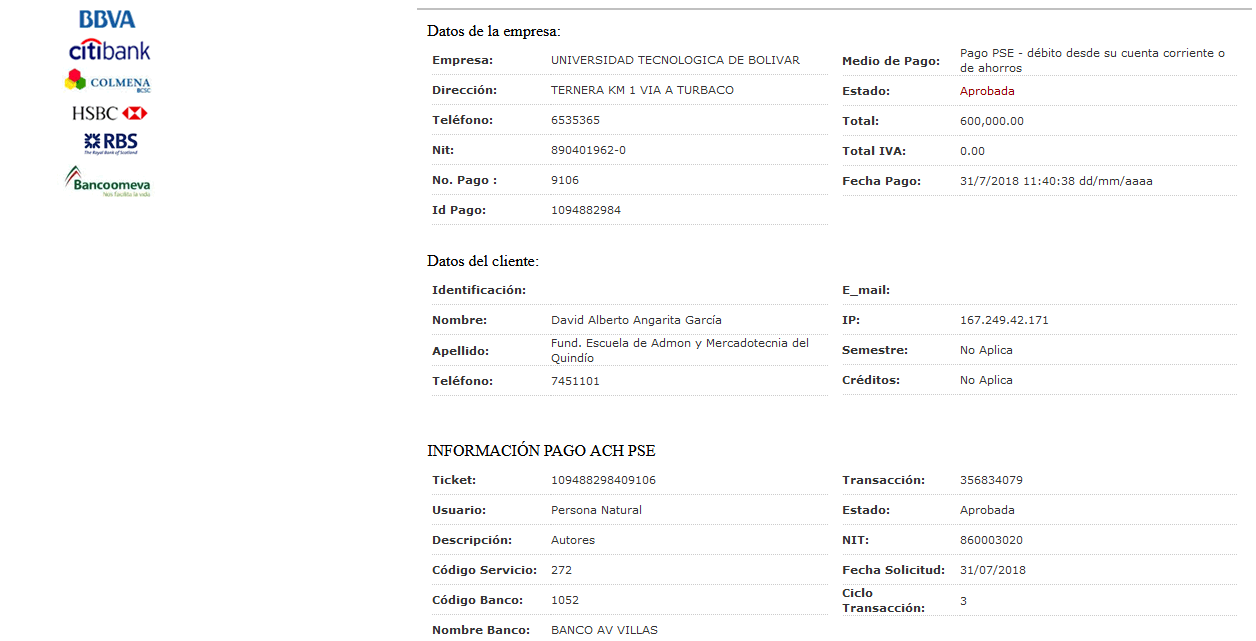 BBVA
citibank
COLMENA
BCSC
HSBC
RBS
The Royal Bank of Scotland
Bancoomeva
Nos facilita la vida
Datos de la empresa:
Empresa: UNIVERSIDAD TECNOLOGICA DE BOLIVAR
Dirección: TERNERA KM 1 VIA A TURBACO
Teléfono: 6535365
Nit: 890401962-0
No. Pago : 9106
Id Pago: 1094882984
Medio de Pago: Pago PSE - débito desde su cuenta corriente o
de ahorros
Estado: Aprobada
Total: 600,000.00
Total IVA: 0.00
Fecha Pago: 31/7/2018 11:40:38 dd/mm/aaaa
Datos del cliente:
Identificación:
Nombre: David Alberto Angarita García
Apellido: Fund. Escuela de Admon y Mercadotecnia del
Quindío
Teléfono: 7451101
E_mail:
IP: 167.249.42.171
Semestre: No Aplica
Créditos: No Aplica
INFORMACIÓN PAGO ACH PSE
Ticket: 109488298409106
Usuario: Persona Natural
Descripción: Autores
Código Servicio: 272
Código Banco: 1052
Nombre Banco: BANCO AV VILLAS
Transacción: 356834079
Estado: Aprobada
NIT: 860003020
Fecha Solicitud: 31/07/2018
Ciclo
Transacción: 3